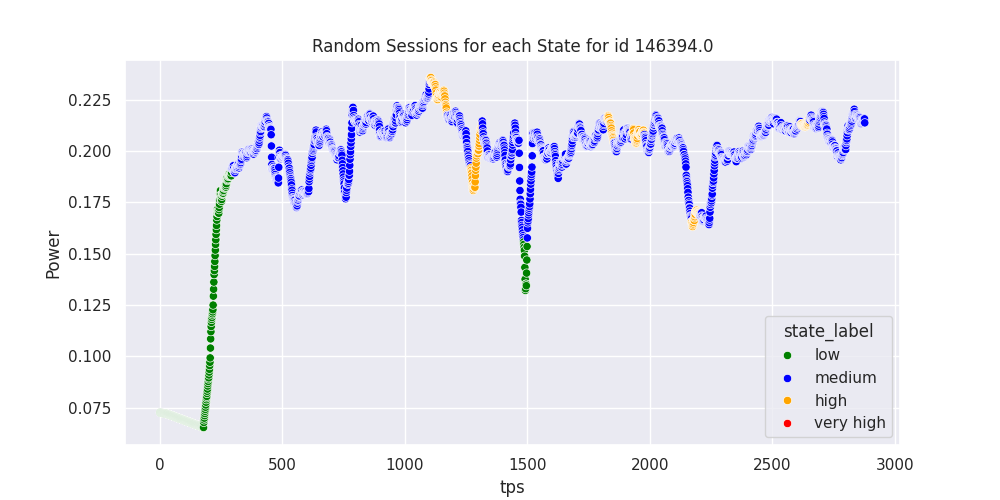 Random Sessions for each State for id 146394.0
Power
0.225
0.200
0.175
0.150
0.125
0.100
0.075
state_label
low
medium
high
very high
0 500 1000 1500 2000 2500 3000
tps